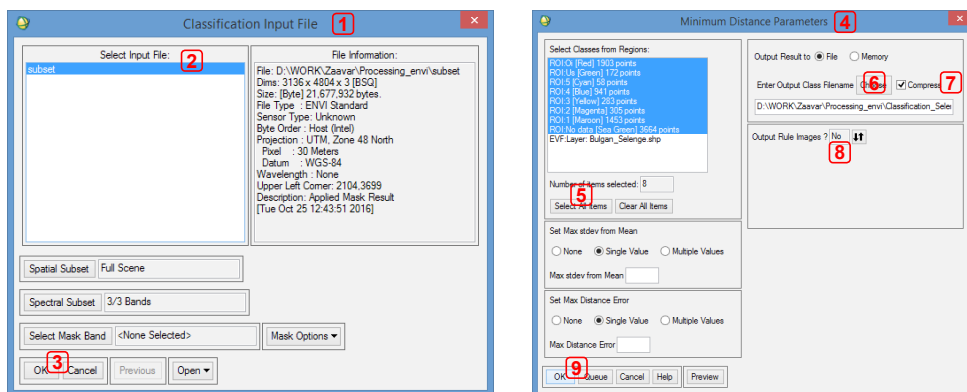 Classification Input File 1
Select Input File: 2
subset
File Information:
File: D:\WORK\Zaavar\Processing_envi\subset
Dims: 3136 x 4804 x 3 [BSQ]
Size: [Byte] 21,677,932 bytes.
File Type : ENVI Standard
Sensor Type: Unknown
Byte Order : Host (Intel)
Projection : UTM, Zone 48 North
Pixel : 30 Meters
Datum : WGS-84
Wavelength : None
Upper Left Corner: 2104,3699
Description: Applied Mask Result
[Tue Oct 25 12:43:51 2016]
Spatial Subset Full Scene
Spectral Subset 3/3 Bands
Select Mask Band <None Selected> Mask Options
3
OK Cancel Previous Open
Minimum Distance Parameters 4
Select Classes from Regions:
ROI:Oi [Red] 1903 points
ROI:Us [Green] 172 points
ROI:5 [Cyan] 58 points
ROI:4 [Blue] 941 points
ROI:3 [Yellow] 283 points
ROI:2 [Magenta] 305 points
ROI:1 [Maroon] 1453 points
ROI:No data [Sea Green] 3664 points
EVF:Layer: Bulgan_Selenge.shp
Number of items selected: 8
5
Select All Items Clear All Items
Set Max stdev from Mean
None Single Value Multiple Values
Max stdev from Mean
Set Max Distance Error
None Single Value Multiple Values
Max Distance Error
9
OK Queue Cancel Help Preview
Output Result to File Memory
Enter Output Class Filename Choose 6 Compress 7
D:\WORK\Zaavar\Processing_envi\Classification_Sele
Output Rule Images ? No
8